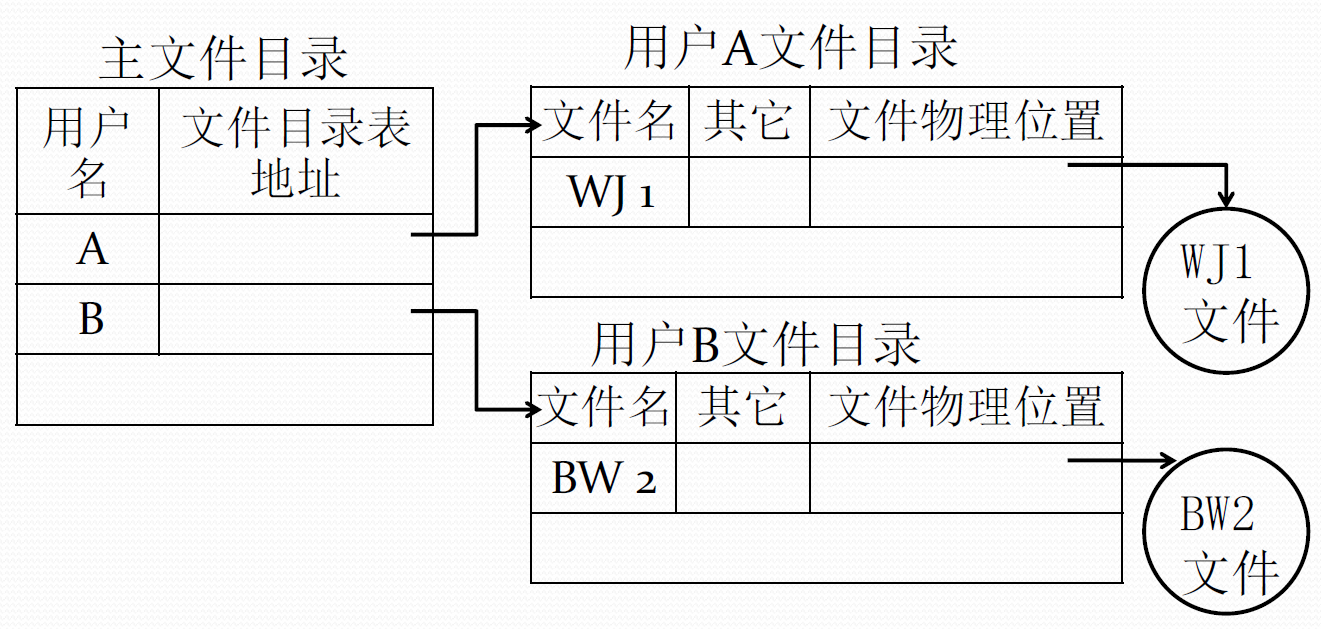 主文件目录
用户名 文件目录表地址
A
B
用户A文件目录
文件名 其它 文件物理位置
WJ 1
WJ1
文件
用户B文件目录
文件名 其它 文件物理位置
BW 2
BW2
文件